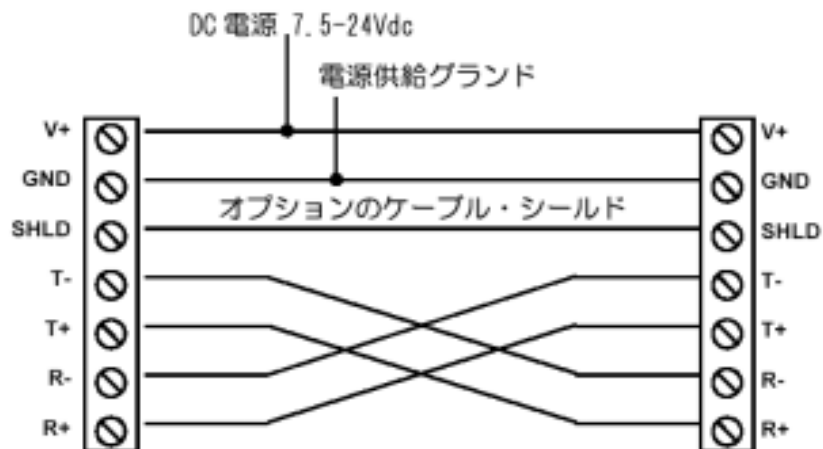 DC 電源 7.5-24Vdc
電源供給グランド
V+ V+
GND GND
オプションのケーブル・シールド
SHLD SHLD
T- T-
T+ T+
R- R-
R+ R+